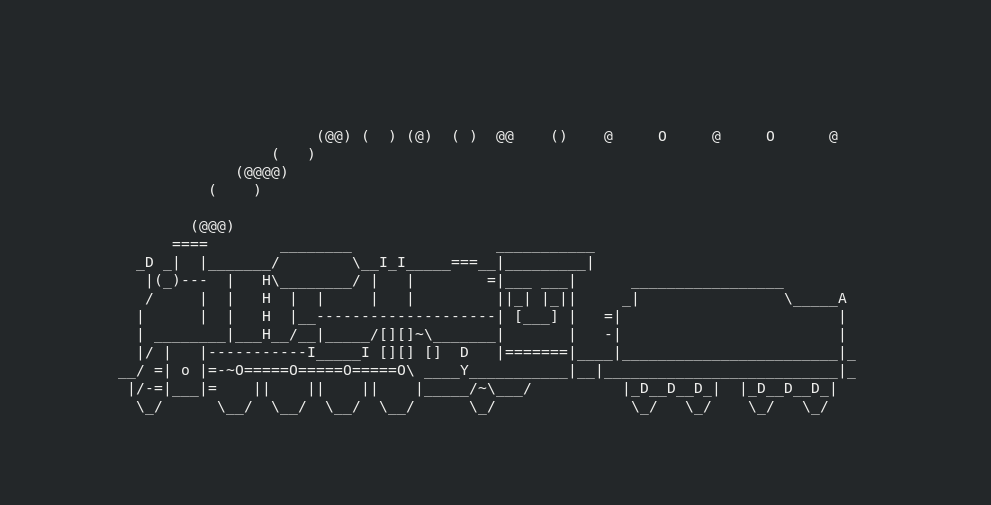 (@@) (  ) (@)  ( )  @@    ()    @     O     @     O      @
                 (   )
             (@@@@)
          (    )

        (@@@)
      ====        ________                ___________
  _D _|  |_______/        \__I_I_____===__|_________|
   |(_)---  |   H\________/ |   |        =|___ ___|      _________________
   /     |  |   H  |  |     |   |         ||_| |_||     _|                \_____A
  |      |  |   H  |__--------------------| [___] |   =|                        |
  | ________|___H__/__|_____/[][]~\_______|       |   -|                        |
  |/ |   |-----------I_____I [][] []  D   |=======|____|________________________|_
__/ =| o |=-~O=====O=====O=====O\ ____Y___________|__|__________________________|_
 |/-=|___|=    ||    ||    ||    |_____/~\___/          |_D__D__D_|  |_D__D__D_|
  \_/      \__/  \__/  \__/  \__/      \_/               \_/   \_/    \_/   \_/